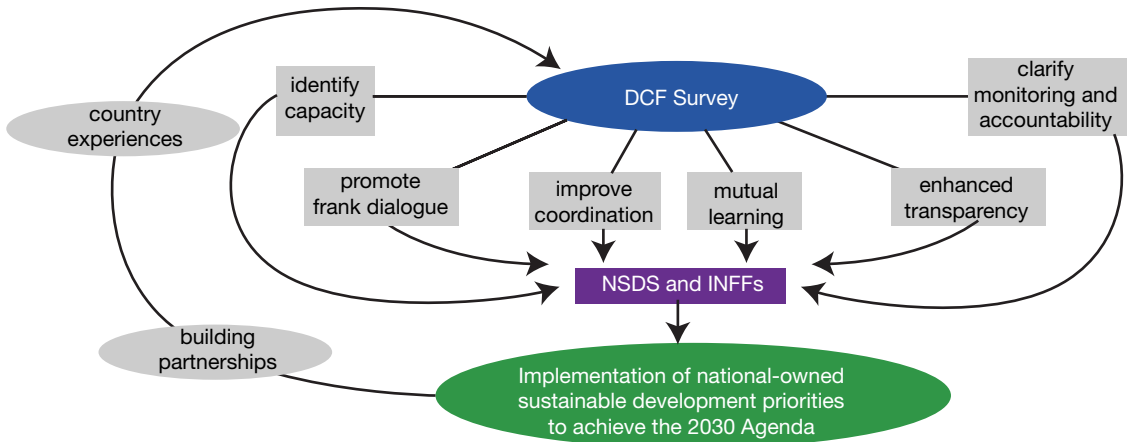 identify
capacity
DCF Survey
clarify
monitoring and
accountability
country
experiences
promote
frank dialogue
improve
coordination
mutual
learning
enhanced
transparency
NSDS and INFFs
building
partnerships
Implementation of national-owned
sustainable development priorities
to achieve the 2030 Agenda